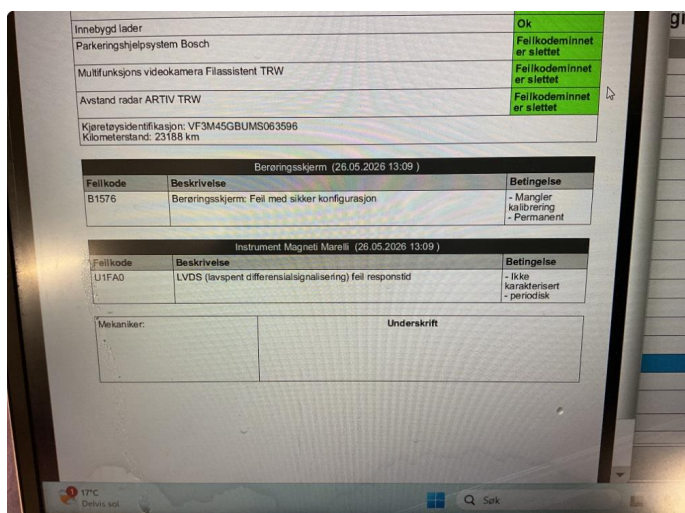 Innebygd lader Ok
Parkeringshjelpsystem Bosch Feilkodeminnet
er slettet
Multifunksjons videokamera Filassistent TRW Feilkodeminnet
er slettet
Avstand radar ARTIV TRW Feilkodeminnet
er slettet
Kjøretøysidentifikasjon: VF3M45GBUMS063596
Kilometerstand: 23188 km
Berøringsskjerm (26.05.2026 13:09 )
Feilkode Beskrivelse Betingelse
B1576 Berøringsskjerm: Feil med sikker konfigurasjon - Mangler
kalibrering
- Permanent
Instrument Magneti Marelli (26.05.2026 13:09 )
Feilkode Beskrivelse Betingelse
U1FA0 LVDS (lavspent differensialsignalisering) feil responstid - Ikke
karakterisert
- periodisk
Mekaniker: Underskrift
1
17°C
Delvis sol
Søk